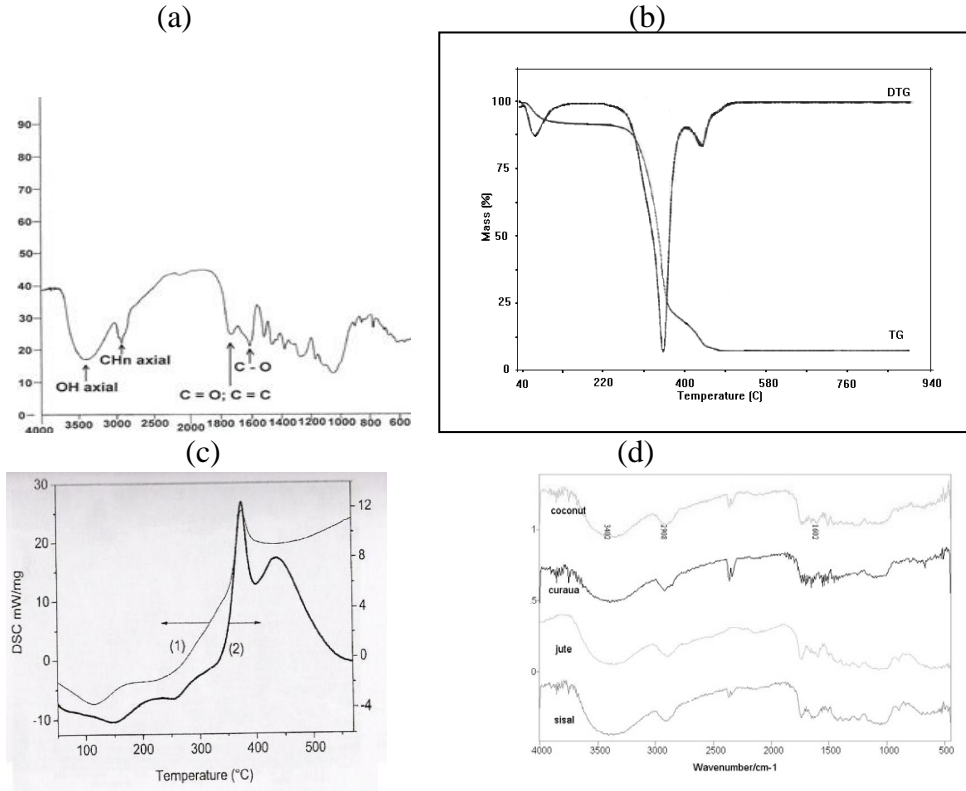 (a)
90
80
70
60
50
40
30
20
10
0
4000 3500 3000 2500 2000 1800 1600 1400 1200 1000 800 600
OH axial
CHn axial
C - O
C = O; C = C
(b)
100
75
50
25
0
Mass (%)
DTG
TG
40 220 400 580 760 940
Temperature (C)
(c)
30
20
10
0
-10
DSC mW/mg
12
8
4
0
-4
(1)
(2)
100 200 300 400 500
Temperature (°C)
(d)
coconut
curaua
jute
sisal
1
.5
0
1602
4000 3500 3000 2500 2000 1500 1000 500
Wavenumber/cm-1